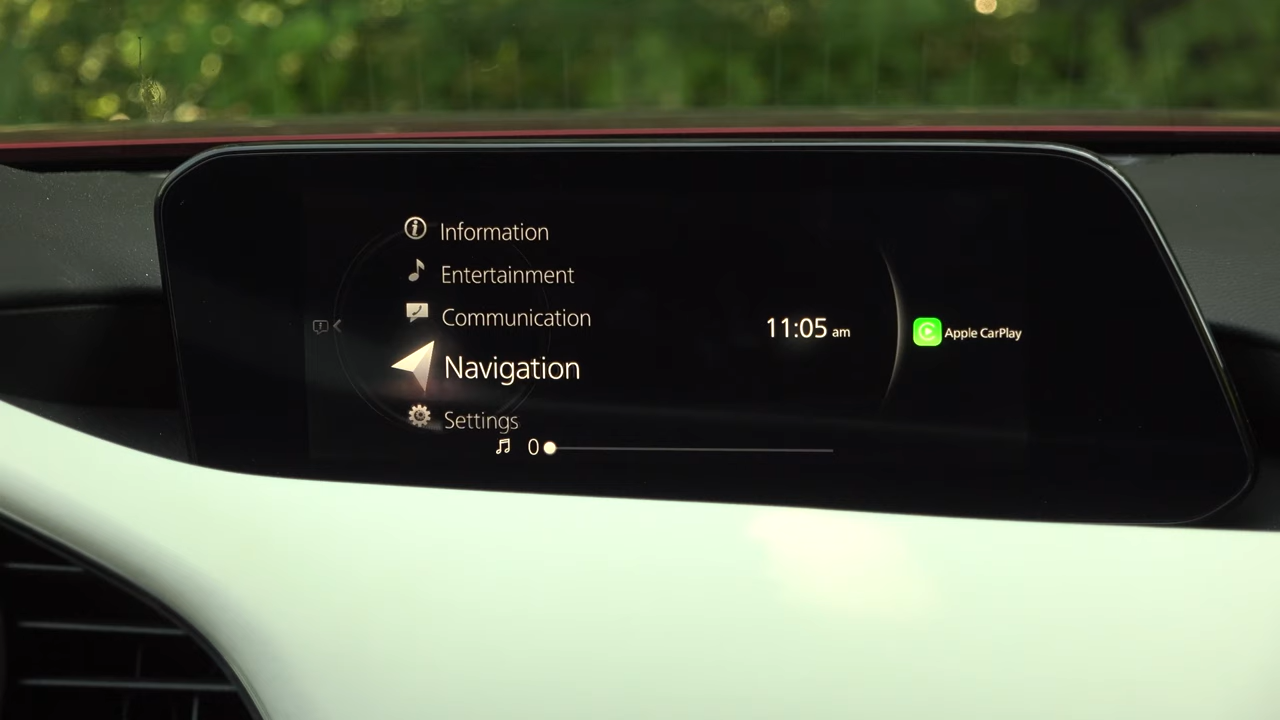 Information
Entertainment
Communication
11:05 am
Apple CarPlay
Navigation
Settings
0